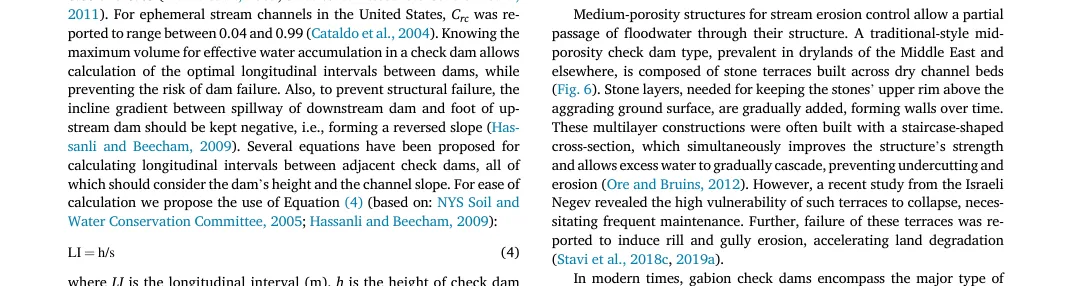 2011). For ephemeral stream channels in the United States, Crc was re-
ported to range between 0.04 and 0.99 (Cataldo et al., 2004). Knowing the
maximum volume for effective water accumulation in a check dam allows
calculation of the optimal longitudinal intervals between dams, while
preventing the risk of dam failure. Also, to prevent structural failure, the
incline gradient between spillway of downstream dam and foot of up-
stream dam should be kept negative, i.e., forming a reversed slope (Has-
sanli and Beecham, 2009). Several equations have been proposed for
calculating longitudinal intervals between adjacent check dams, all of
which should consider the dam's height and the channel slope. For ease of
calculation we propose the use of Equation (4) (based on: NYS Soil and
Water Conservation Committee, 2005; Hassanli and Beecham, 2009):
LI = h/s (4)
where LI is the longitudinal interval (m), h is the height of check dam
Medium-porosity structures for stream erosion control allow a partial
passage of floodwater through their structure. A traditional-style mid-
porosity check dam type, prevalent in drylands of the Middle East and
elsewhere, is composed of stone terraces built across dry channel beds
(Fig. 6). Stone layers, needed for keeping the stones' upper rim above the
aggrading ground surface, are gradually added, forming walls over time.
These multilayer constructions were often built with a staircase-shaped
cross-section, which simultaneously improves the structure's strength
and allows excess water to gradually cascade, preventing undercutting and
erosion (Ore and Bruins, 2012). However, a recent study from the Israeli
Negev revealed the high vulnerability of such terraces to collapse, neces-
sitating frequent maintenance. Further, failure of these terraces was re-
ported to induce rill and gully erosion, accelerating land degradation
(Stavi et al., 2018c, 2019a).
In modern times, gabion check dams encompass the major type of